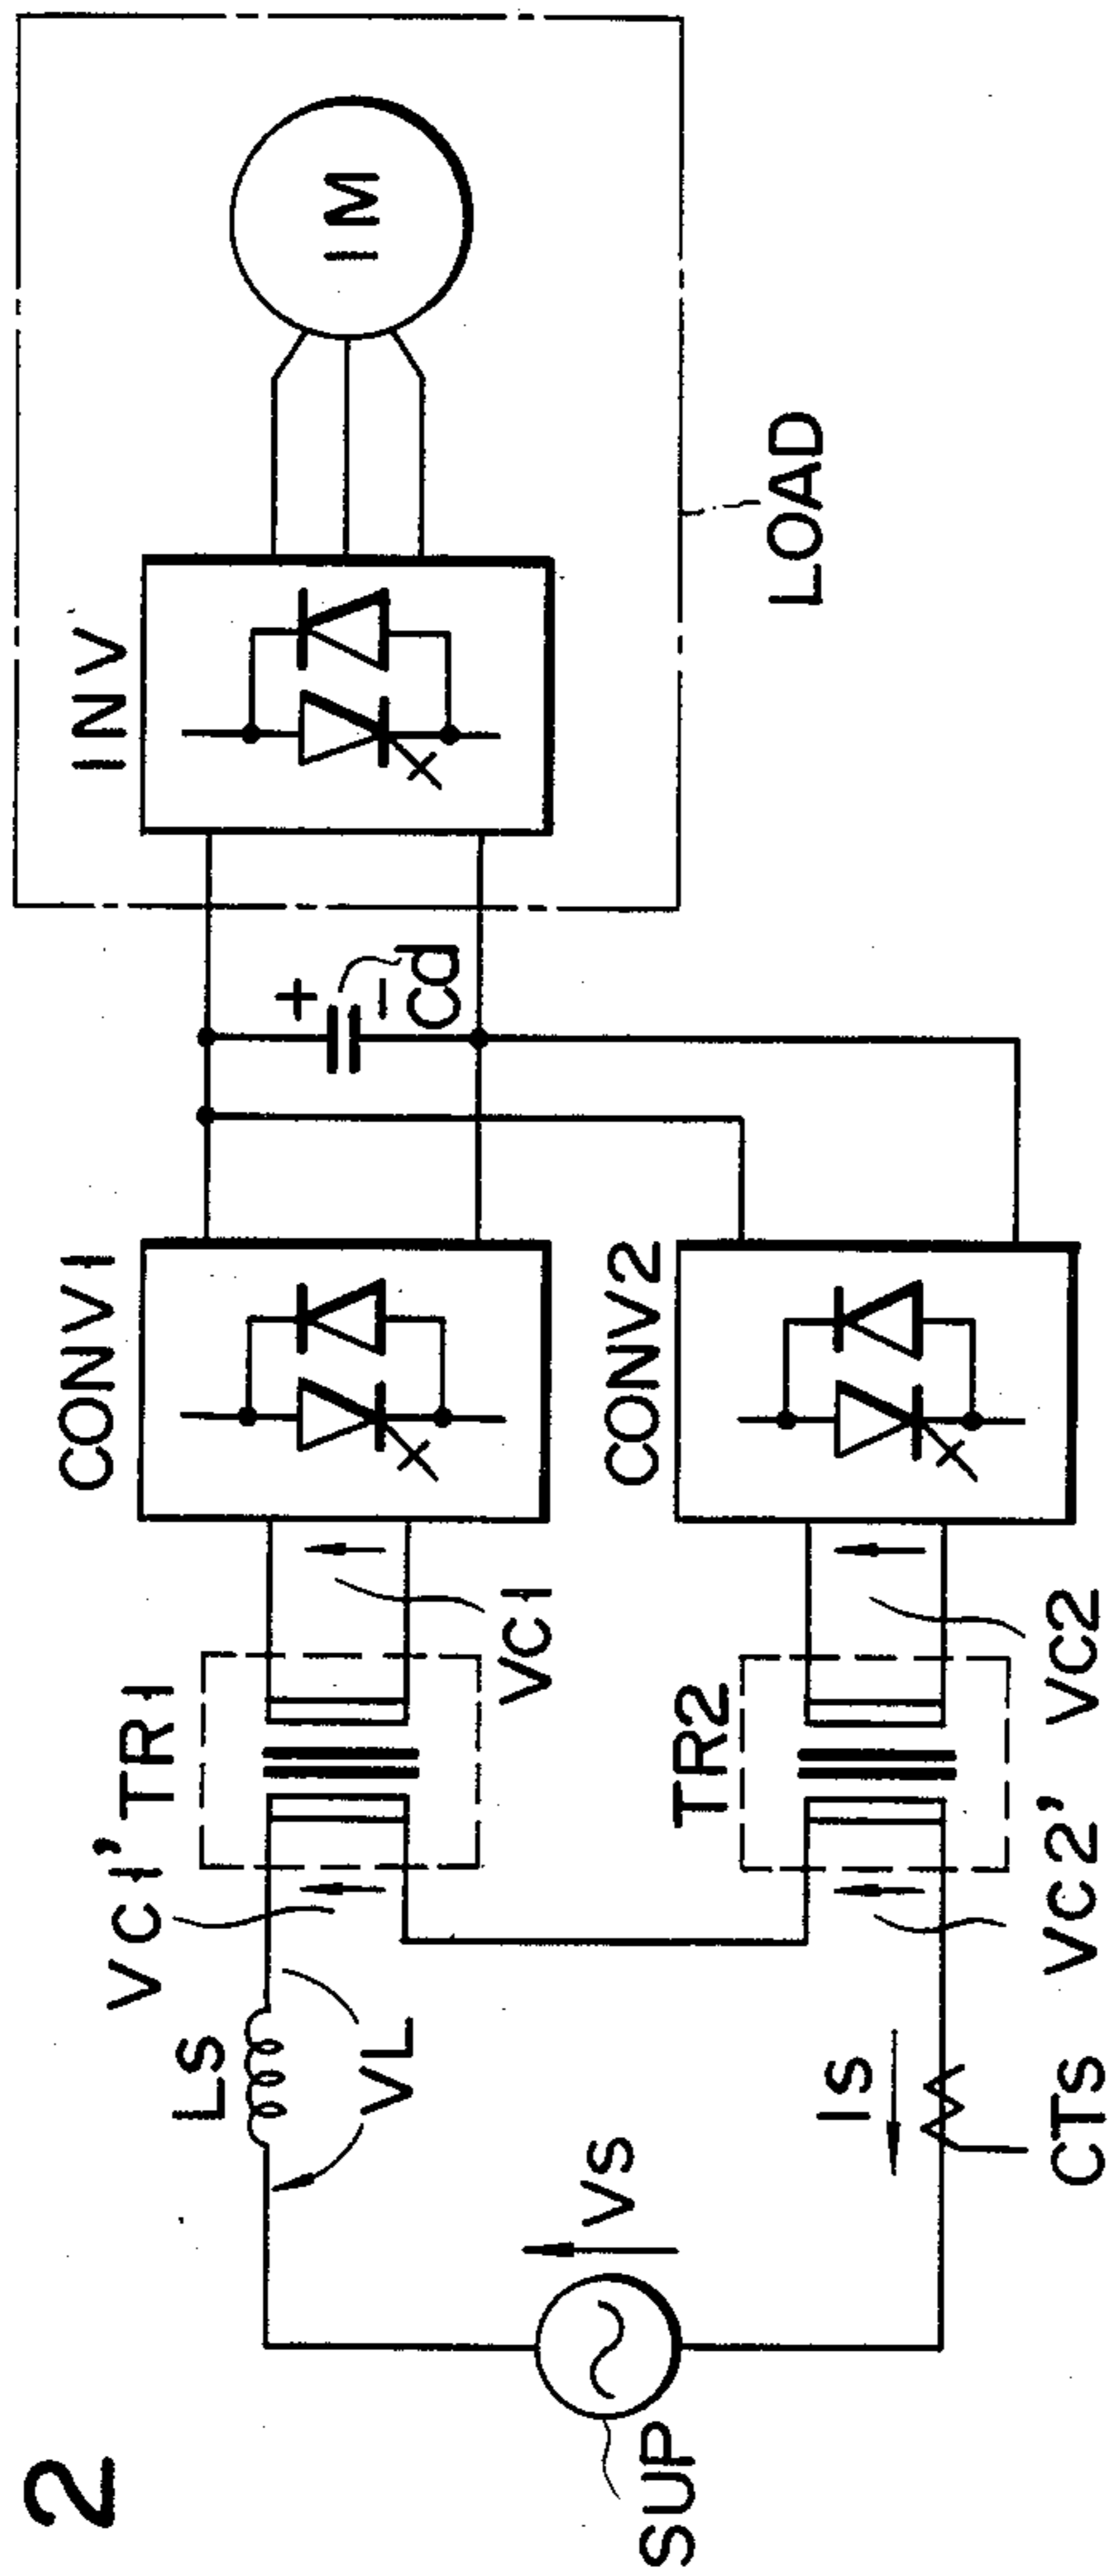 2
SUP
VS
LS
VL
VC1'
TR1
VC1
CONV1
Cd
+
−
INV
IM
LOAD
IS
CTS
VC2'
TR2
VC2
CONV2